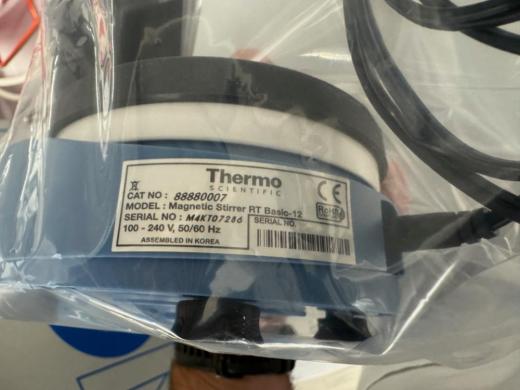 Thermo
SCIENTIFIC
CAT NO : 88880007
MODEL : Magnetic Stirrer RT Basic-12
SERIAL NO : M4KT07286
SERIAL NO.
100 - 240 V, 50/60 Hz
ASSEMBLED IN KOREA
CE
RoHS